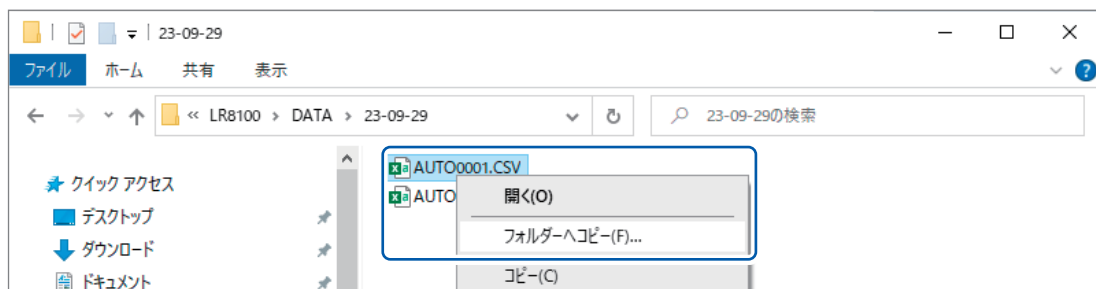 23-09-29
ファイル ホーム 共有 表示
« LR8100 › DATA › 23-09-29 23-09-29の検索
クイック アクセス
デスクトップ
ダウンロード
ドキュメント
AUTO0001.CSV
AUTO
開く(O)
フォルダーへコピー(F)...
コピー(C)